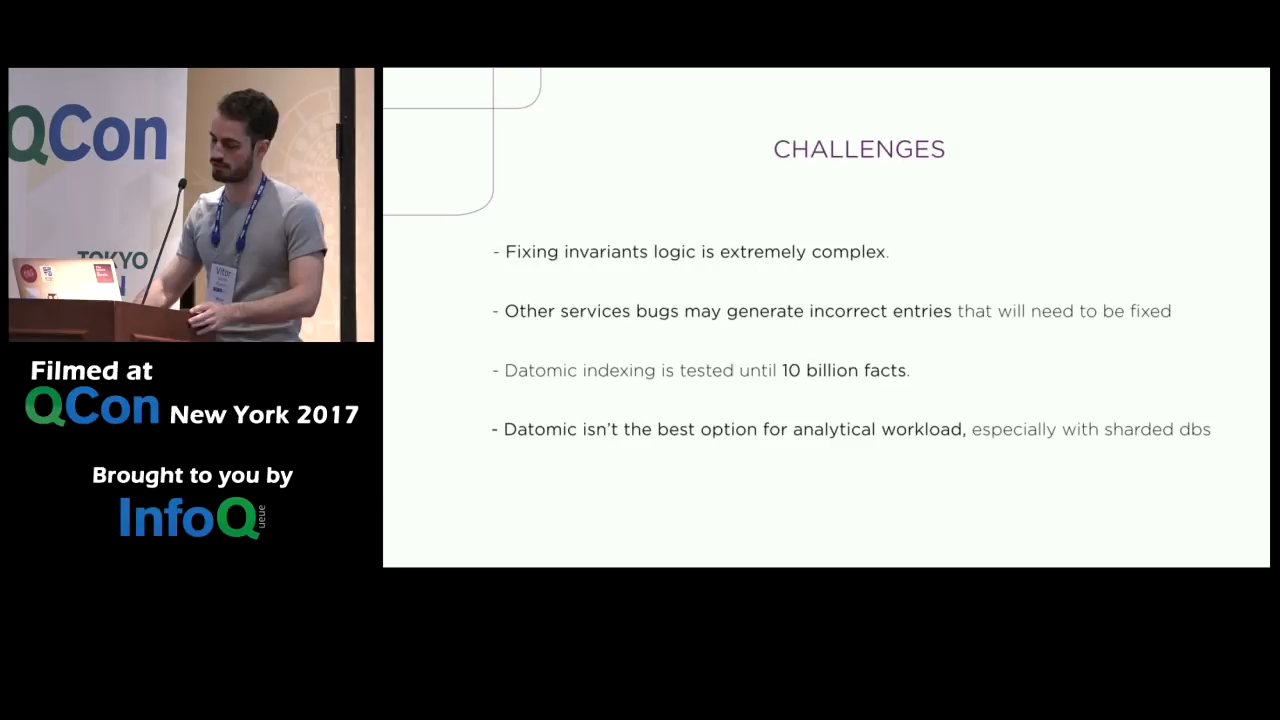 QCon
TOKYO
Vitor
Filmed at
QCon New York 2017
Brought to you by
InfoQ
ueue
CHALLENGES
- Fixing invariants logic is extremely complex.
- Other services bugs may generate incorrect entries that will need to be fixed
- Datomic indexing is tested until 10 billion facts.
- Datomic isn’t the best option for analytical workload, especially with sharded dbs